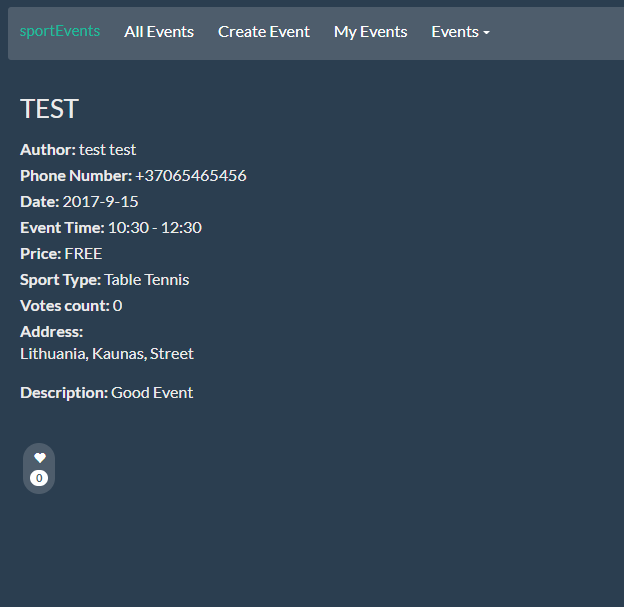 sportEvents All Events Create Event My Events Events
TEST
Author: test test
Phone Number: +37065465456
Date: 2017-9-15
Event Time: 10:30 - 12:30
Price: FREE
Sport Type: Table Tennis
Votes count: 0
Address:
Lithuania, Kaunas, Street
Description: Good Event
0